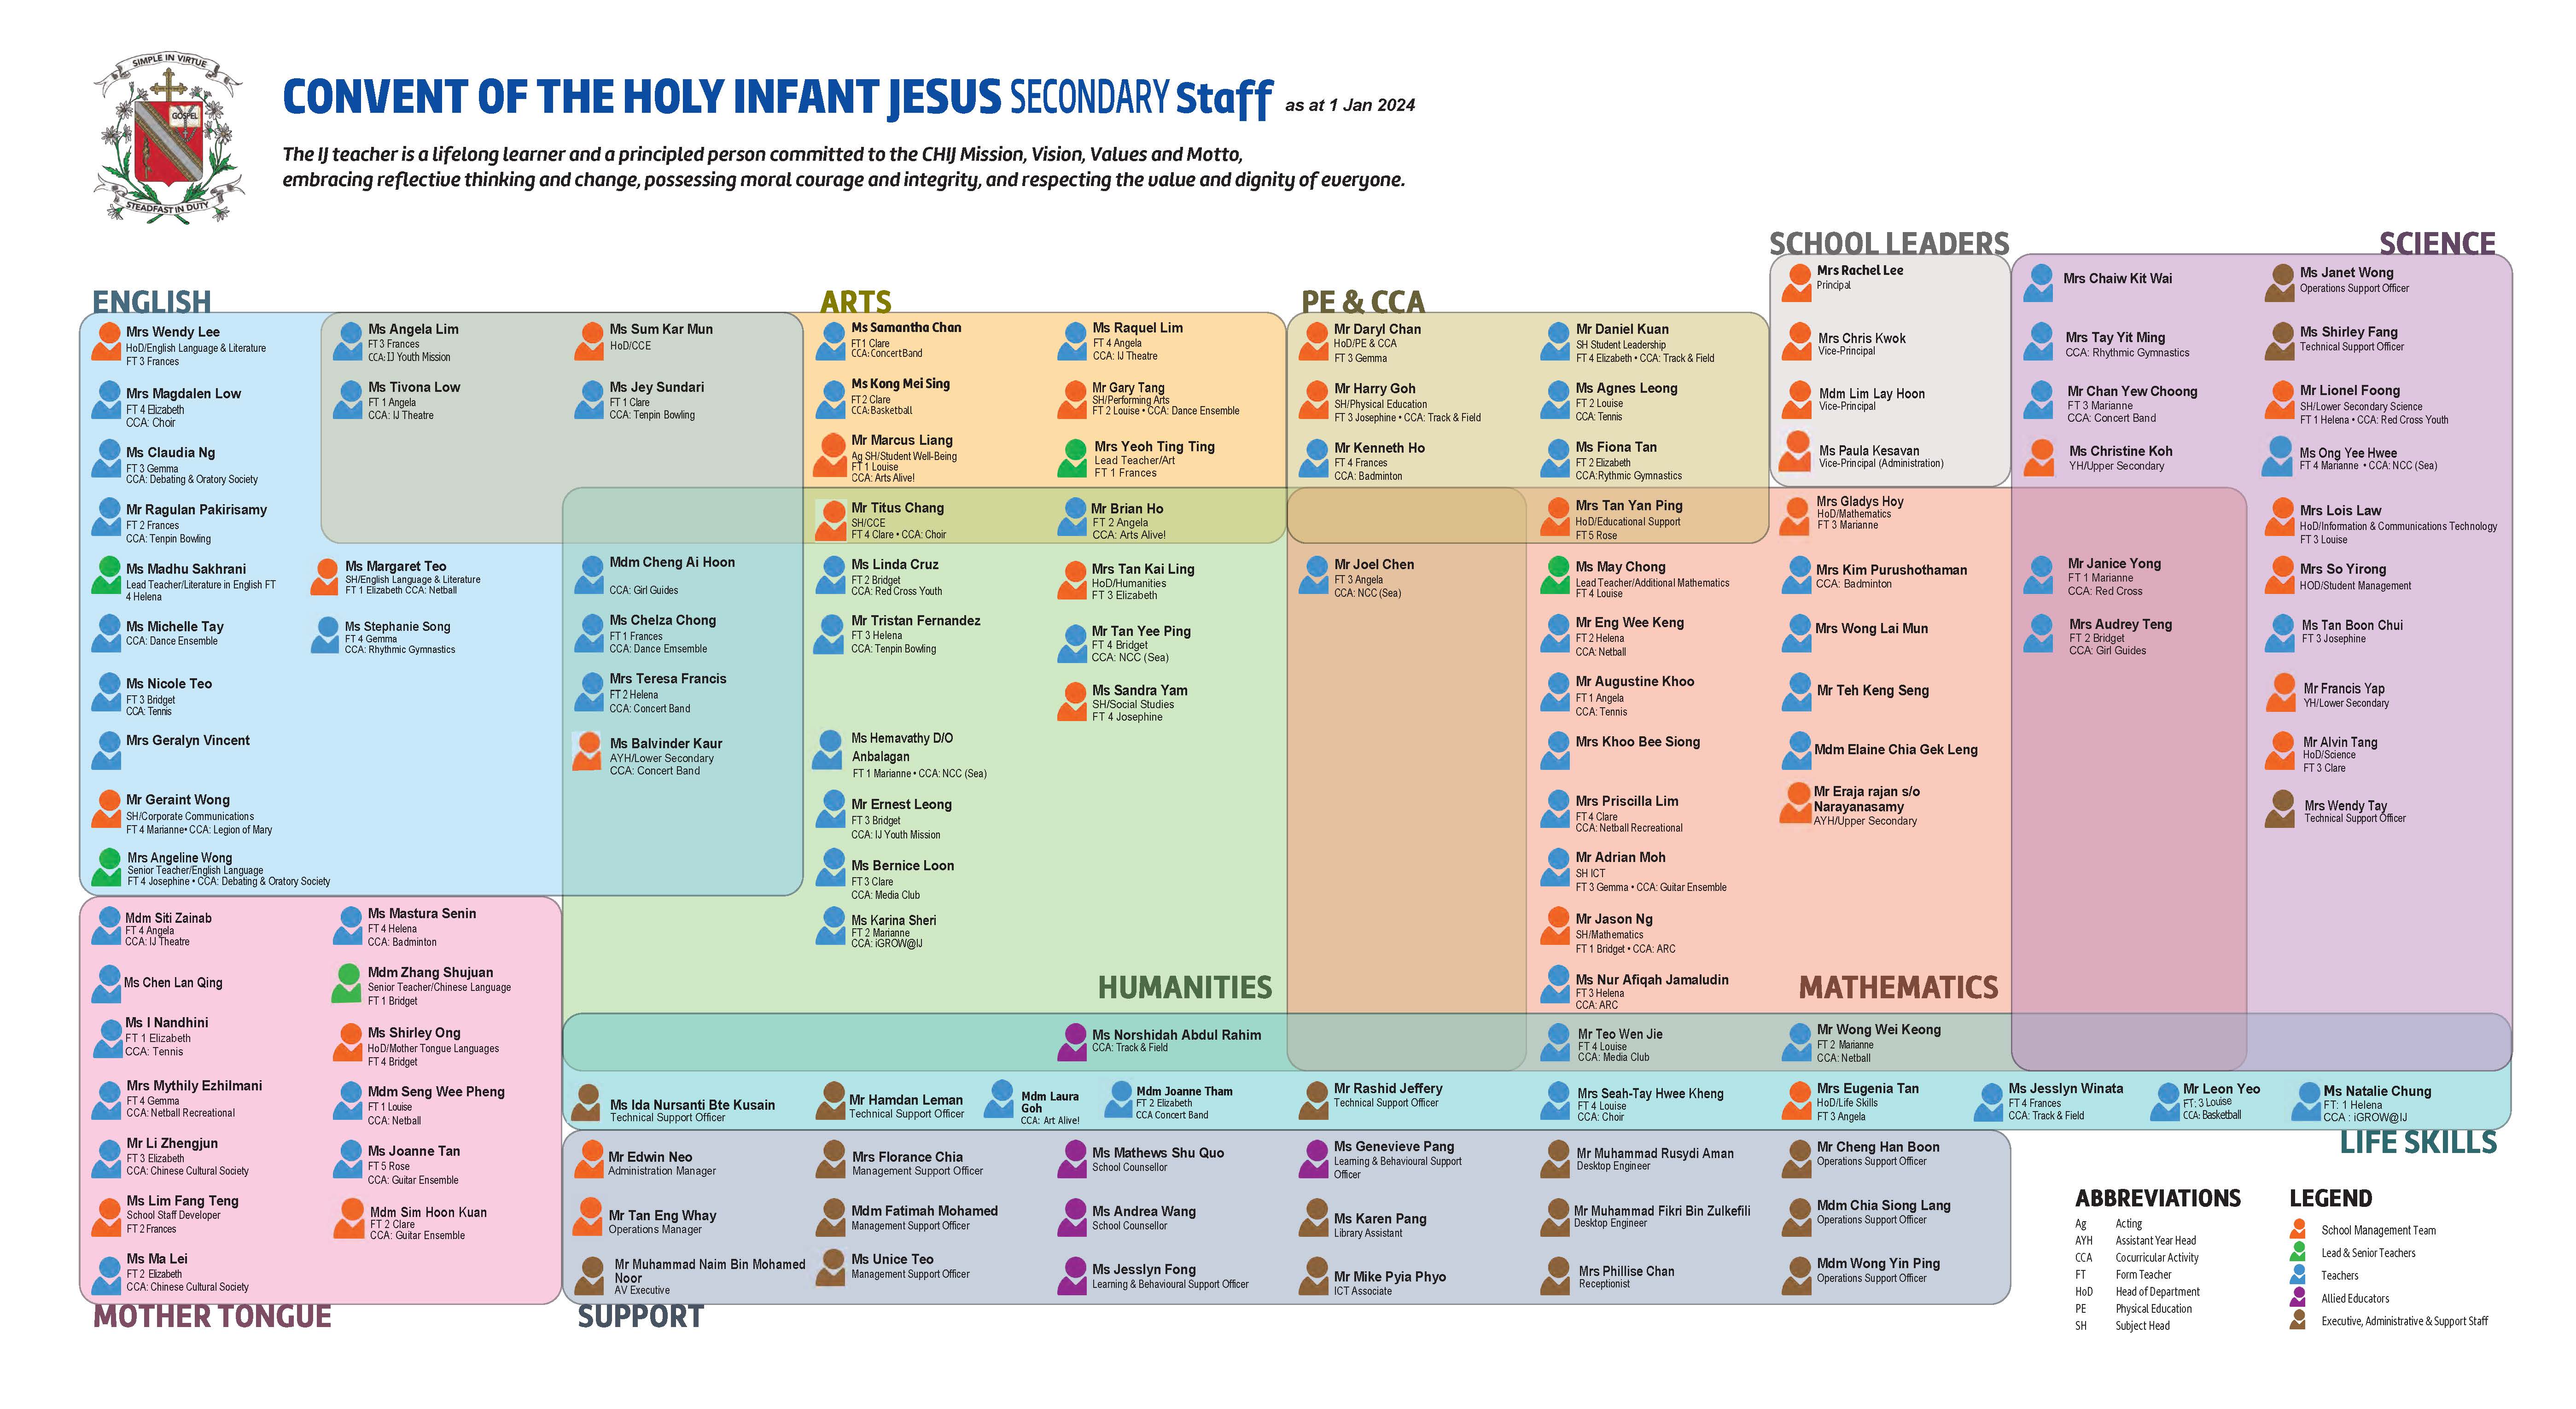 SIMPLE IN VIRTUE
GOSPEL
STEADFAST IN DUTY
CONVENT OF THE HOLY INFANT JESUS SECONDARY Staff as at 1 Jan 2024
The IJ teacher is a lifelong learner and a principled person committed to the CHIJ Mission, Vision, Values and Motto,
embracing reflective thinking and change, possessing moral courage and integrity, and respecting the value and dignity of everyone.
ENGLISH
Mrs Wendy Lee
HoD/English Language & Literature
FT 3 Frances
Mrs Magdalen Low
FT 4 Elizabeth
CCA: Choir
Ms Claudia Ng
FT 3 Gemma
CCA: Debating & Oratory Society
Mr Ragulan Pakirisamy
FT 2 Frances
CCA: Tenpin Bowling
Ms Madhu Sakhrani
Lead Teacher/Literature in English FT
4 Helena
Ms Michelle Tay
CCA: Dance Ensemble
Ms Nicole Teo
FT 3 Bridget
CCA: Tennis
Mrs Geralyn Vincent
Mr Geraint Wong
SH/Corporate Communications
FT 4 Marianne• CCA: Legion of Mary
Mrs Angeline Wong
Senior Teacher/English Language
FT 4 Josephine • CCA: Debating & Oratory Society
Ms Angela Lim
FT 3 Frances
CCA: IJ Youth Mission
Ms Tivona Low
FT 1 Angela
CCA: IJ Theatre
Ms Margaret Teo
SH/English Language & Literature
FT 1 Elizabeth CCA: Netball
Ms Stephanie Song
FT 4 Gemma
CCA: Rhythmic Gymnastics
Ms Sum Kar Mun
HoD/CCE
Ms Jey Sundari
FT 1 Clare
CCA: Tenpin Bowling
Mdm Cheng Ai Hoon
CCA: Girl Guides
Ms Chelza Chong
FT 1 Frances
CCA: Dance Emsemble
Mrs Teresa Francis
FT 2 Helena
CCA: Concert Band
Ms Balvinder Kaur
AYH/Lower Secondary
CCA: Concert Band
ARTS
Ms Samantha Chan
FT1 Clare
CCA: Concert Band
Ms Kong Mei Sing
FT 2 Clare
CCA: Basketball
Mr Marcus Liang
Ag SH/Student Well-Being
FT 1 Louise
CCA: Arts Alive!
Mr Titus Chang
SH/CCE
FT 4 Clare • CCA: Choir
Ms Raquel Lim
FT 4 Angela
CCA: IJ Theatre
Mr Gary Tang
SH/Performing Arts
FT 2 Louise • CCA: Dance Ensemble
Mrs Yeoh Ting Ting
Lead Teacher/Art
FT 1 Frances
Mr Brian Ho
FT 2 Angela
CCA: Arts Alive!
Ms Linda Cruz
FT 2 Bridget
CCA: Red Cross Youth
Mr Tristan Fernandez
FT 3 Helena
CCA: Tenpin Bowling
Ms Hemavathy D/O
Anbalagan
FT 1 Marianne • CCA: NCC (Sea)
Mr Ernest Leong
FT 3 Bridget
CCA: IJ Youth Mission
Ms Bernice Loon
FT 3 Clare
CCA: Media Club
Ms Karina Sheri
FT 2 Marianne
CCA: iGROW@IJ
Mrs Tan Kai Ling
HoD/Humanities
FT 3 Elizabeth
Mr Tan Yee Ping
FT 4 Bridget
CCA: NCC (Sea)
Ms Sandra Yam
SH/Social Studies
FT 4 Josephine
HUMANITIES
PE & CCA
Mr Daryl Chan
HoD/PE & CCA
FT 3 Gemma
Mr Harry Goh
SH/Physical Education
FT 3 Josephine • CCA: Track & Field
Mr Kenneth Ho
FT 4 Frances
CCA: Badminton
Mr Joel Chen
FT 3 Angela
CCA: NCC (Sea)
Mr Daniel Kuan
SH Student Leadership
FT 4 Elizabeth • CCA: Track & Field
Ms Agnes Leong
FT 2 Louise
CCA: Tennis
Ms Fiona Tan
FT 2 Elizabeth
CCA:Rythmic Gymnastics
Mrs Tan Yan Ping
HoD/Educational Support
FT 5 Rose
Ms May Chong
Lead Teacher/Additional Mathematics
FT 4 Louise
Mr Eng Wee Keng
FT 2 Helena
CCA: Netball
Mr Augustine Khoo
FT 1 Angela
CCA: Tennis
Mrs Khoo Bee Siong
Mrs Priscilla Lim
FT 4 Clare
CCA: Netball Recreational
Mr Adrian Moh
SH ICT
FT 3 Gemma • CCA: Guitar Ensemble
Mr Jason Ng
SH/Mathematics
FT 1 Bridget • CCA: ARC
Ms Nur Afiqah Jamaludin
FT 3 Helena
CCA: ARC
SCHOOL LEADERS
Mrs Rachel Lee
Principal
Mrs Chris Kwok
Vice-Principal
Mdm Lim Lay Hoon
Vice-Principal
Ms Paula Kesavan
Vice-Principal (Administration)
Mrs Gladys Hoy
HoD/Mathematics
FT 3 Marianne
Mrs Kim Purushothaman
CCA: Badminton
Mrs Wong Lai Mun
Mr Teh Keng Seng
Mdm Elaine Chia Gek Leng
Mr Eraja rajan s/o
Narayanasamy
AYH/Upper Secondary
MATHEMATICS
SCIENCE
Mrs Chaiw Kit Wai
Mrs Tay Yit Ming
CCA: Rhythmic Gymnastics
Mr Chan Yew Choong
FT 3 Marianne
CCA: Concert Band
Ms Christine Koh
YH/Upper Secondary
Mr Janice Yong
FT 1 Marianne
CCA: Red Cross
Mrs Audrey Teng
FT 2 Bridget
CCA: Girl Guides
Ms Janet Wong
Operations Support Officer
Ms Shirley Fang
Technical Support Officer
Mr Lionel Foong
SH/Lower Secondary Science
FT 1 Helena • CCA: Red Cross Youth
Ms Ong Yee Hwee
FT 4 Marianne • CCA: NCC (Sea)
Mrs Lois Law
HoD/Information & Communications Technology
FT 3 Louise
Mrs So Yirong
HOD/Student Management
Ms Tan Boon Chui
FT 3 Josephine
Mr Francis Yap
YH/Lower Secondary
Mr Alvin Tang
HoD/Science
FT 3 Clare
Mrs Wendy Tay
Technical Support Officer
Mdm Siti Zainab
FT 4 Angela
CCA: IJ Theatre
Ms Chen Lan Qing
Ms I Nandhini
FT 1 Elizabeth
CCA: Tennis
Mrs Mythily Ezhilmani
FT 4 Gemma
CCA: Netball Recreational
Mr Li Zhengjun
FT 3 Elizabeth
CCA: Chinese Cultural Society
Ms Lim Fang Teng
School Staff Developer
FT 2 Frances
Ms Ma Lei
FT 2 Elizabeth
CCA: Chinese Cultural Society
Ms Mastura Senin
FT 4 Helena
CCA: Badminton
Mdm Zhang Shujuan
Senior Teacher/Chinese Language
FT 1 Bridget
Ms Shirley Ong
HoD/Mother Tongue Languages
FT 4 Bridget
Mdm Seng Wee Pheng
FT 1 Louise
CCA: Netball
Ms Joanne Tan
FT 5 Rose
CCA: Guitar Ensemble
Mdm Sim Hoon Kuan
FT 2 Clare
CCA: Guitar Ensemble
MOTHER TONGUE
Ms Norshidah Abdul Rahim
CCA: Track & Field
Mr Teo Wen Jie
FT 4 Louise
CCA: Media Club
Mr Wong Wei Keong
FT 2 Marianne
CCA: Netball
Ms Ida Nursanti Bte Kusain
Technical Support Officer
Mr Hamdan Leman
Technical Support Officer
Mdm Laura
Goh
CCA: Art Alive!
Mdm Joanne Tham
FT 2 Elizabeth
CCA Concert Band
Mr Rashid Jeffery
Technical Support Officer
Mrs Seah-Tay Hwee Kheng
FT 4 Louise
CCA: Choir
Mrs Eugenia Tan
HoD/Life Skills
FT 3 Angela
Ms Jesslyn Winata
FT 4 Frances
CCA: Track & Field
Mr Leon Yeo
FT: 3 Louise
CCA: Basketball
Ms Natalie Chung
FT: 1 Helena
CCA : iGROW@IJ
LIFE SKILLS
Mr Edwin Neo
Administration Manager
Mr Tan Eng Whay
Operations Manager
Mr Muhammad Naim Bin Mohamed
Noor
AV Executive
Mrs Florance Chia
Management Support Officer
Mdm Fatimah Mohamed
Management Support Officer
Ms Unice Teo
Management Support Officer
Ms Mathews Shu Quo
School Counsellor
Ms Andrea Wang
School Counsellor
Ms Jesslyn Fong
Learning & Behavioural Support Officer
Ms Genevieve Pang
Learning & Behavioural Support
Officer
Ms Karen Pang
Library Assistant
Mr Mike Pyia Phyo
ICT Associate
Mr Muhammad Rusydi Aman
Desktop Engineer
Mr Muhammad Fikri Bin Zulkefili
Desktop Engineer
Mrs Phillise Chan
Receptionist
Mr Cheng Han Boon
Operations Support Officer
Mdm Chia Siong Lang
Operations Support Officer
Mdm Wong Yin Ping
Operations Support Officer
SUPPORT
ABBREVIATIONS
Ag Acting
AYH Assistant Year Head
CCA Cocurricular Activity
FT Form Teacher
HoD Head of Department
PE Physical Education
SH Subject Head
LEGEND
School Management Team
Lead & Senior Teachers
Teachers
Allied Educators
Executive, Administrative & Support Staff